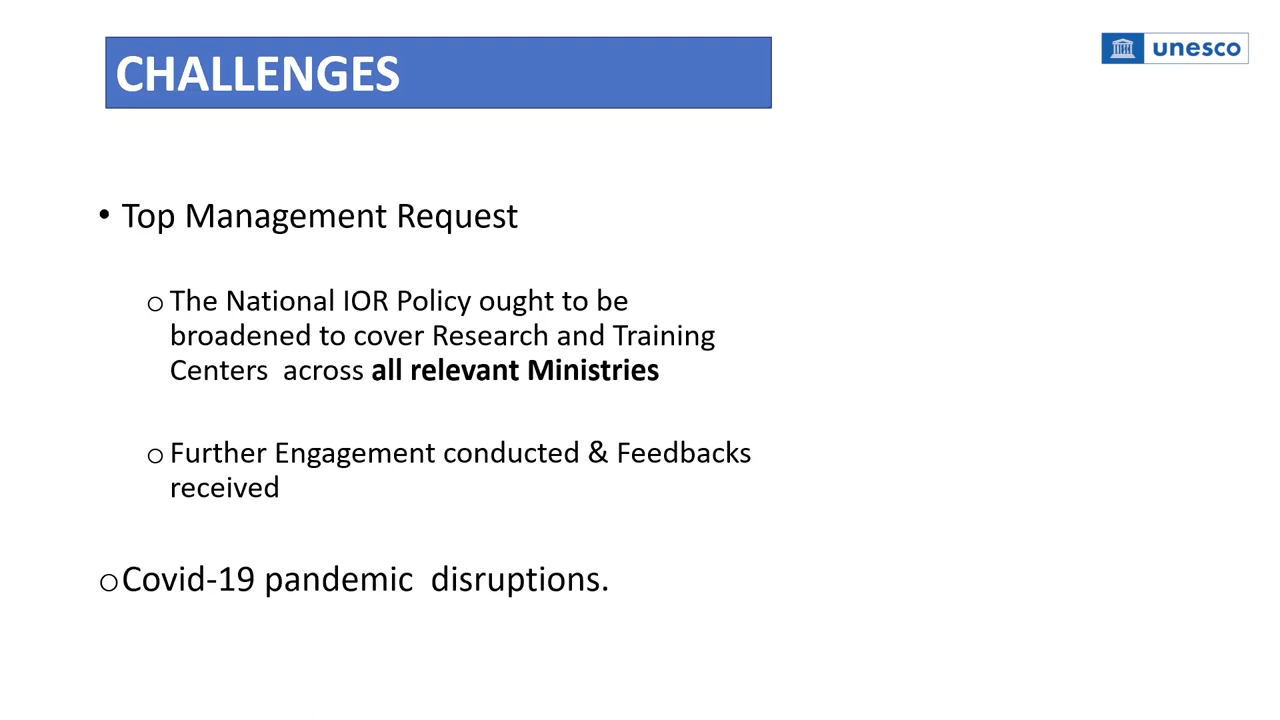 CHALLENGES
unesco
• Top Management Request
o The National IOR Policy ought to be
broadened to cover Research and Training
Centers  across all relevant Ministries
o Further Engagement conducted & Feedbacks
received
o Covid-19 pandemic  disruptions.